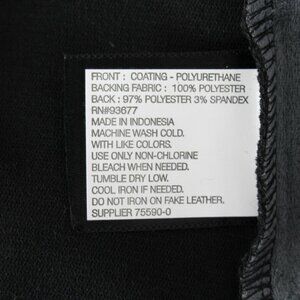 FRONT : COATING - POLYURETHANE
BACKING FABRIC : 100% POLYESTER
BACK : 97% POLYESTER 3% SPANDEX
RN#93677
MADE IN INDONESIA
MACHINE WASH COLD.
WITH LIKE COLORS.
USE ONLY NON-CHLORINE
BLEACH WHEN NEEDED.
TUMBLE DRY LOW.
COOL IRON IF NEEDED.
DO NOT IRON ON FAKE LEATHER.
SUPPLIER 75590-0